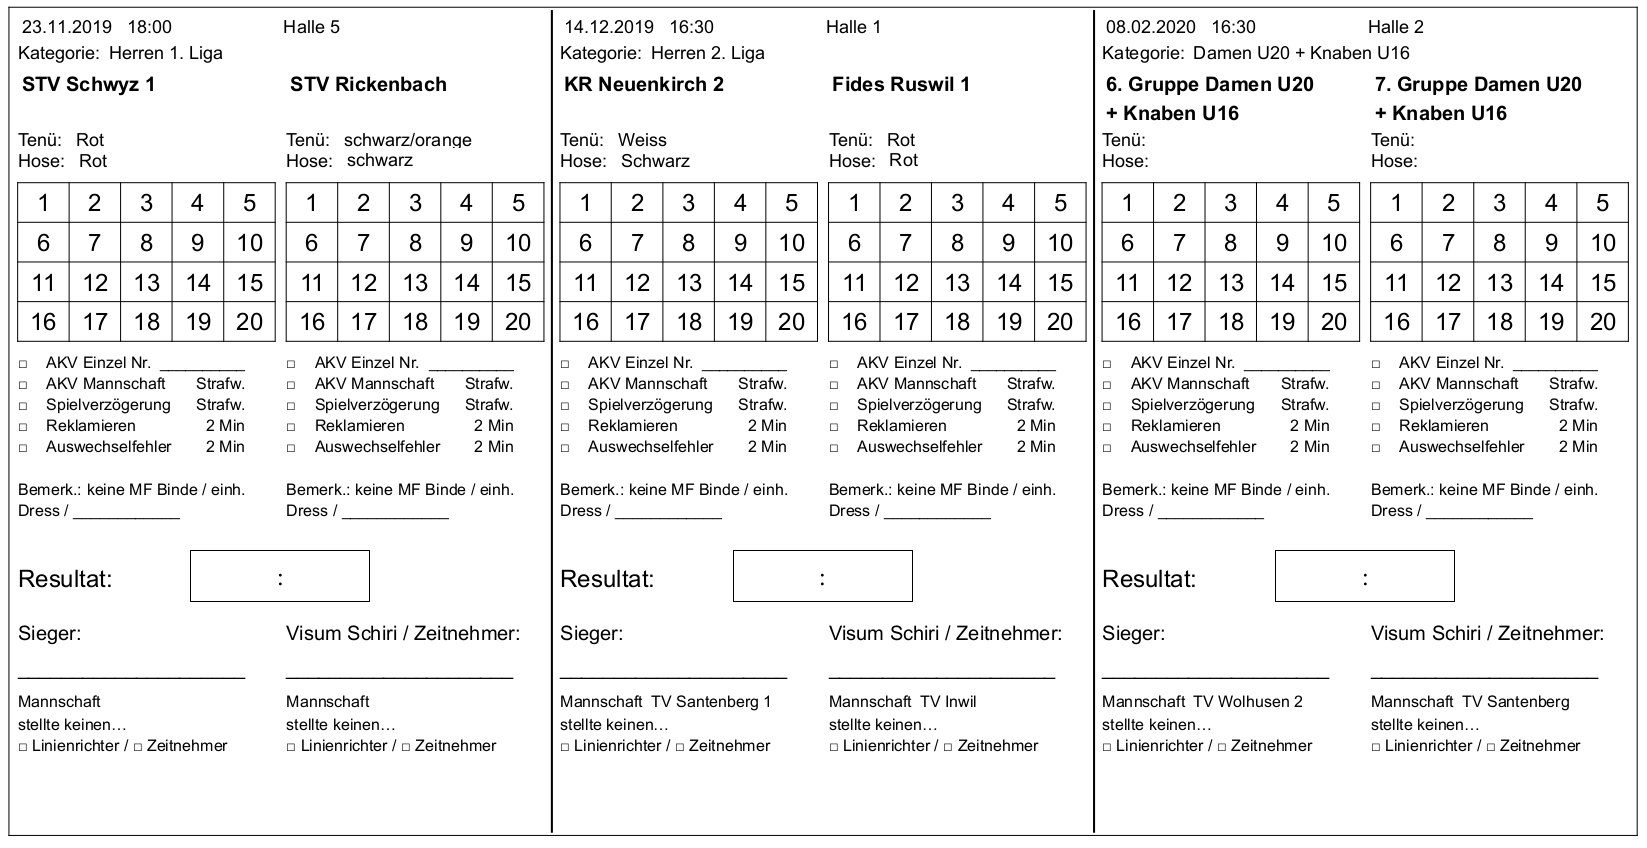 23.11.2019 18:00 Halle 5
Kategorie: Herren 1. Liga
STV Schwyz 1 STV Rickenbach
Tenü: Rot Tenü: schwarz/orange
Hose: Rot Hose: schwarz
1 2 3 4 5 1 2 3 4 5
6 7 8 9 10 6 7 8 9 10
11 12 13 14 15 11 12 13 14 15
16 17 18 19 20 16 17 18 19 20
□ AKV Einzel Nr. __________ □ AKV Einzel Nr. __________
□ AKV Mannschaft Strafw. □ AKV Mannschaft Strafw.
□ Spielverzögerung Strafw. □ Spielverzögerung Strafw.
□ Reklamieren 2 Min □ Reklamieren 2 Min
□ Auswechselfehler 2 Min □ Auswechselfehler 2 Min
Bemerk.: keine MF Binde / einh. Bemerk.: keine MF Binde / einh.
Dress / ____________ Dress / ____________
Resultat: :
Sieger: Visum Schiri / Zeitnehmer:
Mannschaft Mannschaft
stellte keinen… stellte keinen…
□ Linienrichter / □ Zeitnehmer □ Linienrichter / □ Zeitnehmer
14.12.2019 16:30 Halle 1
Kategorie: Herren 2. Liga
KR Neuenkirch 2 Fides Ruswil 1
Tenü: Weiss Tenü: Rot
Hose: Schwarz Hose: Rot
1 2 3 4 5 1 2 3 4 5
6 7 8 9 10 6 7 8 9 10
11 12 13 14 15 11 12 13 14 15
16 17 18 19 20 16 17 18 19 20
□ AKV Einzel Nr. __________ □ AKV Einzel Nr. __________
□ AKV Mannschaft Strafw. □ AKV Mannschaft Strafw.
□ Spielverzögerung Strafw. □ Spielverzögerung Strafw.
□ Reklamieren 2 Min □ Reklamieren 2 Min
□ Auswechselfehler 2 Min □ Auswechselfehler 2 Min
Bemerk.: keine MF Binde / einh. Bemerk.: keine MF Binde / einh.
Dress / ____________ Dress / ____________
Resultat: :
Sieger: Visum Schiri / Zeitnehmer:
Mannschaft TV Santenberg 1 Mannschaft TV Inwil
stellte keinen… stellte keinen…
□ Linienrichter / □ Zeitnehmer □ Linienrichter / □ Zeitnehmer
08.02.2020 16:30 Halle 2
Kategorie: Damen U20 + Knaben U16
6. Gruppe Damen U20 7. Gruppe Damen U20
+ Knaben U16 + Knaben U16
Tenü: Tenü:
Hose: Hose:
1 2 3 4 5 1 2 3 4 5
6 7 8 9 10 6 7 8 9 10
11 12 13 14 15 11 12 13 14 15
16 17 18 19 20 16 17 18 19 20
□ AKV Einzel Nr. __________ □ AKV Einzel Nr. __________
□ AKV Mannschaft Strafw. □ AKV Mannschaft Strafw.
□ Spielverzögerung Strafw. □ Spielverzögerung Strafw.
□ Reklamieren 2 Min □ Reklamieren 2 Min
□ Auswechselfehler 2 Min □ Auswechselfehler 2 Min
Bemerk.: keine MF Binde / einh. Bemerk.: keine MF Binde / einh.
Dress / ____________ Dress / ____________
Resultat: :
Sieger: Visum Schiri / Zeitnehmer:
Mannschaft TV Wolhusen 2 Mannschaft TV Santenberg
stellte keinen… stellte keinen…
□ Linienrichter / □ Zeitnehmer □ Linienrichter / □ Zeitnehmer